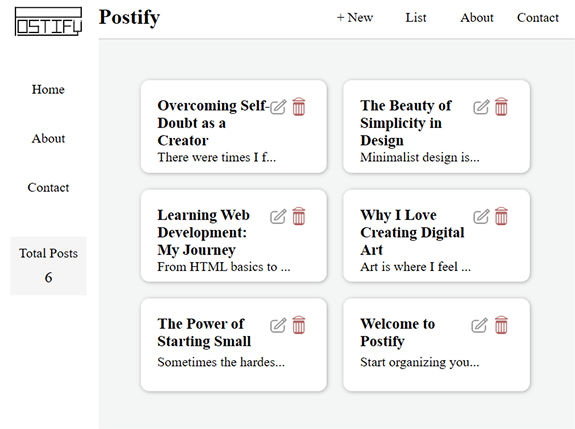 POSTIFY
Postify
+ New
List
About
Contact
Home
About
Contact
Total Posts
6
Overcoming Self-
Doubt as a
Creator
There were times I f...
The Beauty of
Simplicity in
Design
Minimalist design is...
Learning Web
Development:
My Journey
From HTML basics to ...
Why I Love
Creating Digital
Art
Art is where I feel ...
The Power of
Starting Small
Sometimes the hardes...
Welcome to
Postify
Start organizing you...